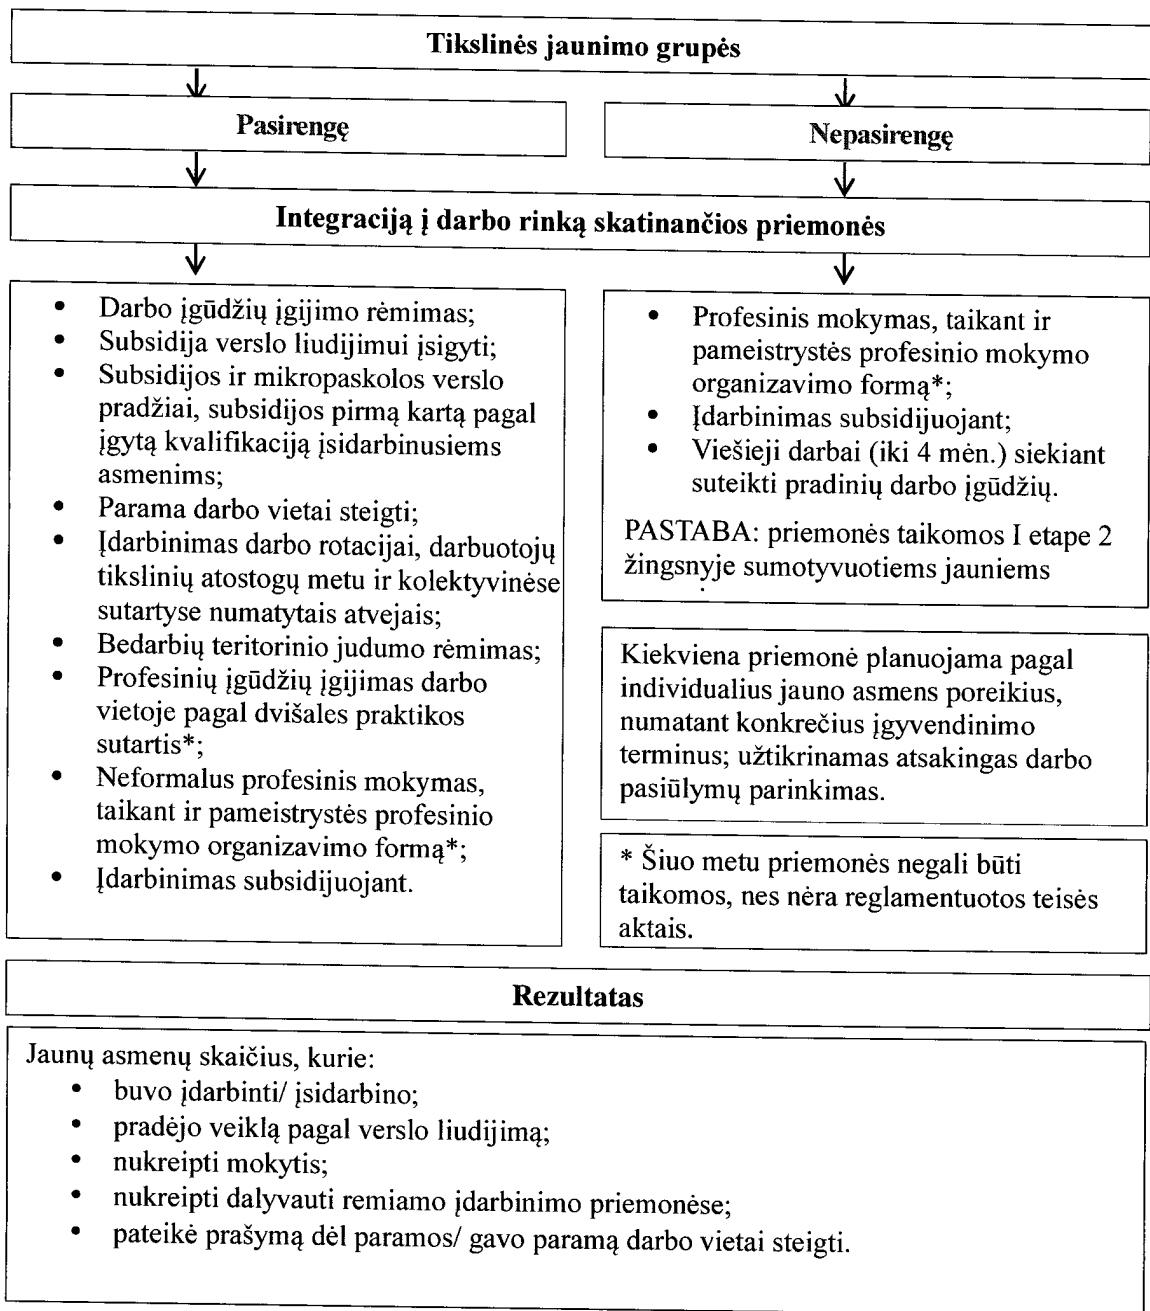 Tikslinės jaunimo grupės
Pasirengę
Nepasirengę
Integraciją į darbo rinką skatinančios priemonės
• Darbo įgūdžių įgijimo rėmimas;
• Subsidija verslo liudijimui įsigyti;
• Subsidijos ir mikropaskolos verslo
pradžiai, subsidijos pirmą kartą pagal
įgytą kvalifikaciją įsidarbinusiems
asmenims;
• Parama darbo vietai steigti;
• Įdarbinimas darbo rotacijai, darbuotojų
tikslinių atostogų metu ir kolektyvinėse
sutartyse numatytais atvejais;
• Bedarbių teritorinio judumo rėmimas;
• Profesinių įgūdžių įgijimas darbo
vietoje pagal dvišales praktikos
sutartis*;
• Neformalus profesinis mokymas,
taikant ir pameistrystės profesinio
mokymo organizavimo formą*;
• Įdarbinimas subsidijuojant.
• Profesinis mokymas, taikant ir
pameistrystės profesinio mokymo
organizavimo formą*;
• Įdarbinimas subsidijuojant;
• Viešieji darbai (iki 4 mėn.) siekiant
suteikti pradinių darbo įgūdžių.
PASTABA: priemonės taikomos I etape 2
žingsnyje sumotyvuotiems jauniems
Kiekviena priemonė planuojama pagal
individualius jauno asmens poreikius,
numatant konkrečius įgyvendinimo
terminus; užtikrinamas atsakingas darbo
pasiūlymų parinkimas.
* Šiuo metu priemonės negali būti
taikomos, nes nėra reglamentuotos teisės
aktais.
Rezultatas
Jaunų asmenų skaičius, kurie:
• buvo įdarbinti/ įsidarbino;
• pradėjo veiklą pagal verslo liudijimą;
• nukreipti mokytis;
• nukreipti dalyvauti remiamo įdarbinimo priemonėse;
• pateikė prašymą dėl paramos/ gavo paramą darbo vietai steigti.